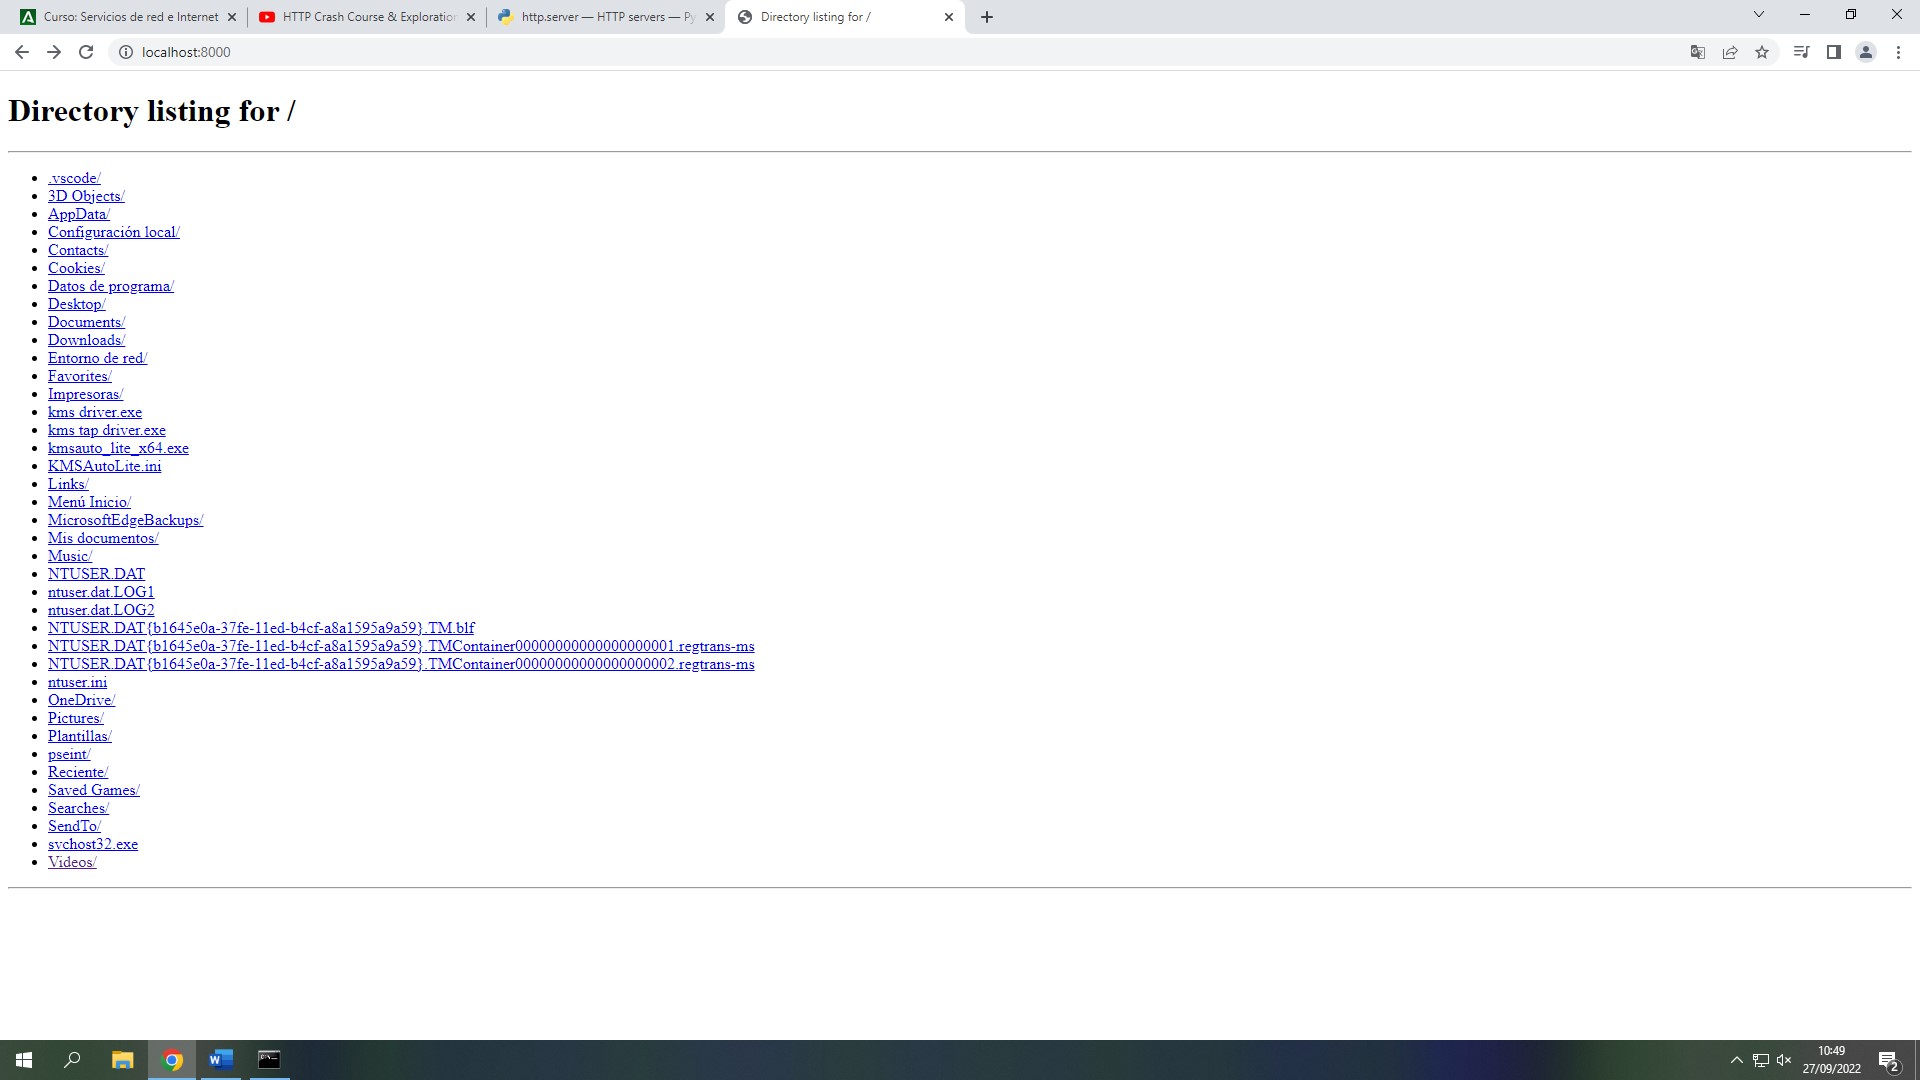 Curso: Servicios de red e Internet
HTTP Crash Course & Exploration
http.server — HTTP servers — Py
Directory listing for /
localhost:8000
Directory listing for /
.vscode/
3D Objects/
AppData/
Configuración local/
Contacts/
Cookies/
Datos de programa/
Desktop/
Documents/
Downloads/
Entorno de red/
Favorites/
Impresoras/
kms driver.exe
kms tap driver.exe
kmsauto_lite_x64.exe
KMSAutoLite.ini
Links/
Menú Inicio/
MicrosoftEdgeBackups/
Mis documentos/
Music/
NTUSER.DAT
ntuser.dat.LOG1
ntuser.dat.LOG2
NTUSER.DAT{b1645e0a-37fe-11ed-b4cf-a8a1595a9a59}.TM.blf
NTUSER.DAT{b1645e0a-37fe-11ed-b4cf-a8a1595a9a59}.TMContainer00000000000000000001.regtrans-ms
NTUSER.DAT{b1645e0a-37fe-11ed-b4cf-a8a1595a9a59}.TMContainer00000000000000000002.regtrans-ms
ntuser.ini
OneDrive/
Pictures/
Plantillas/
pseint/
Reciente/
Saved Games/
Searches/
SendTo/
svchost32.exe
Videos/
10:49
27/09/2022
2